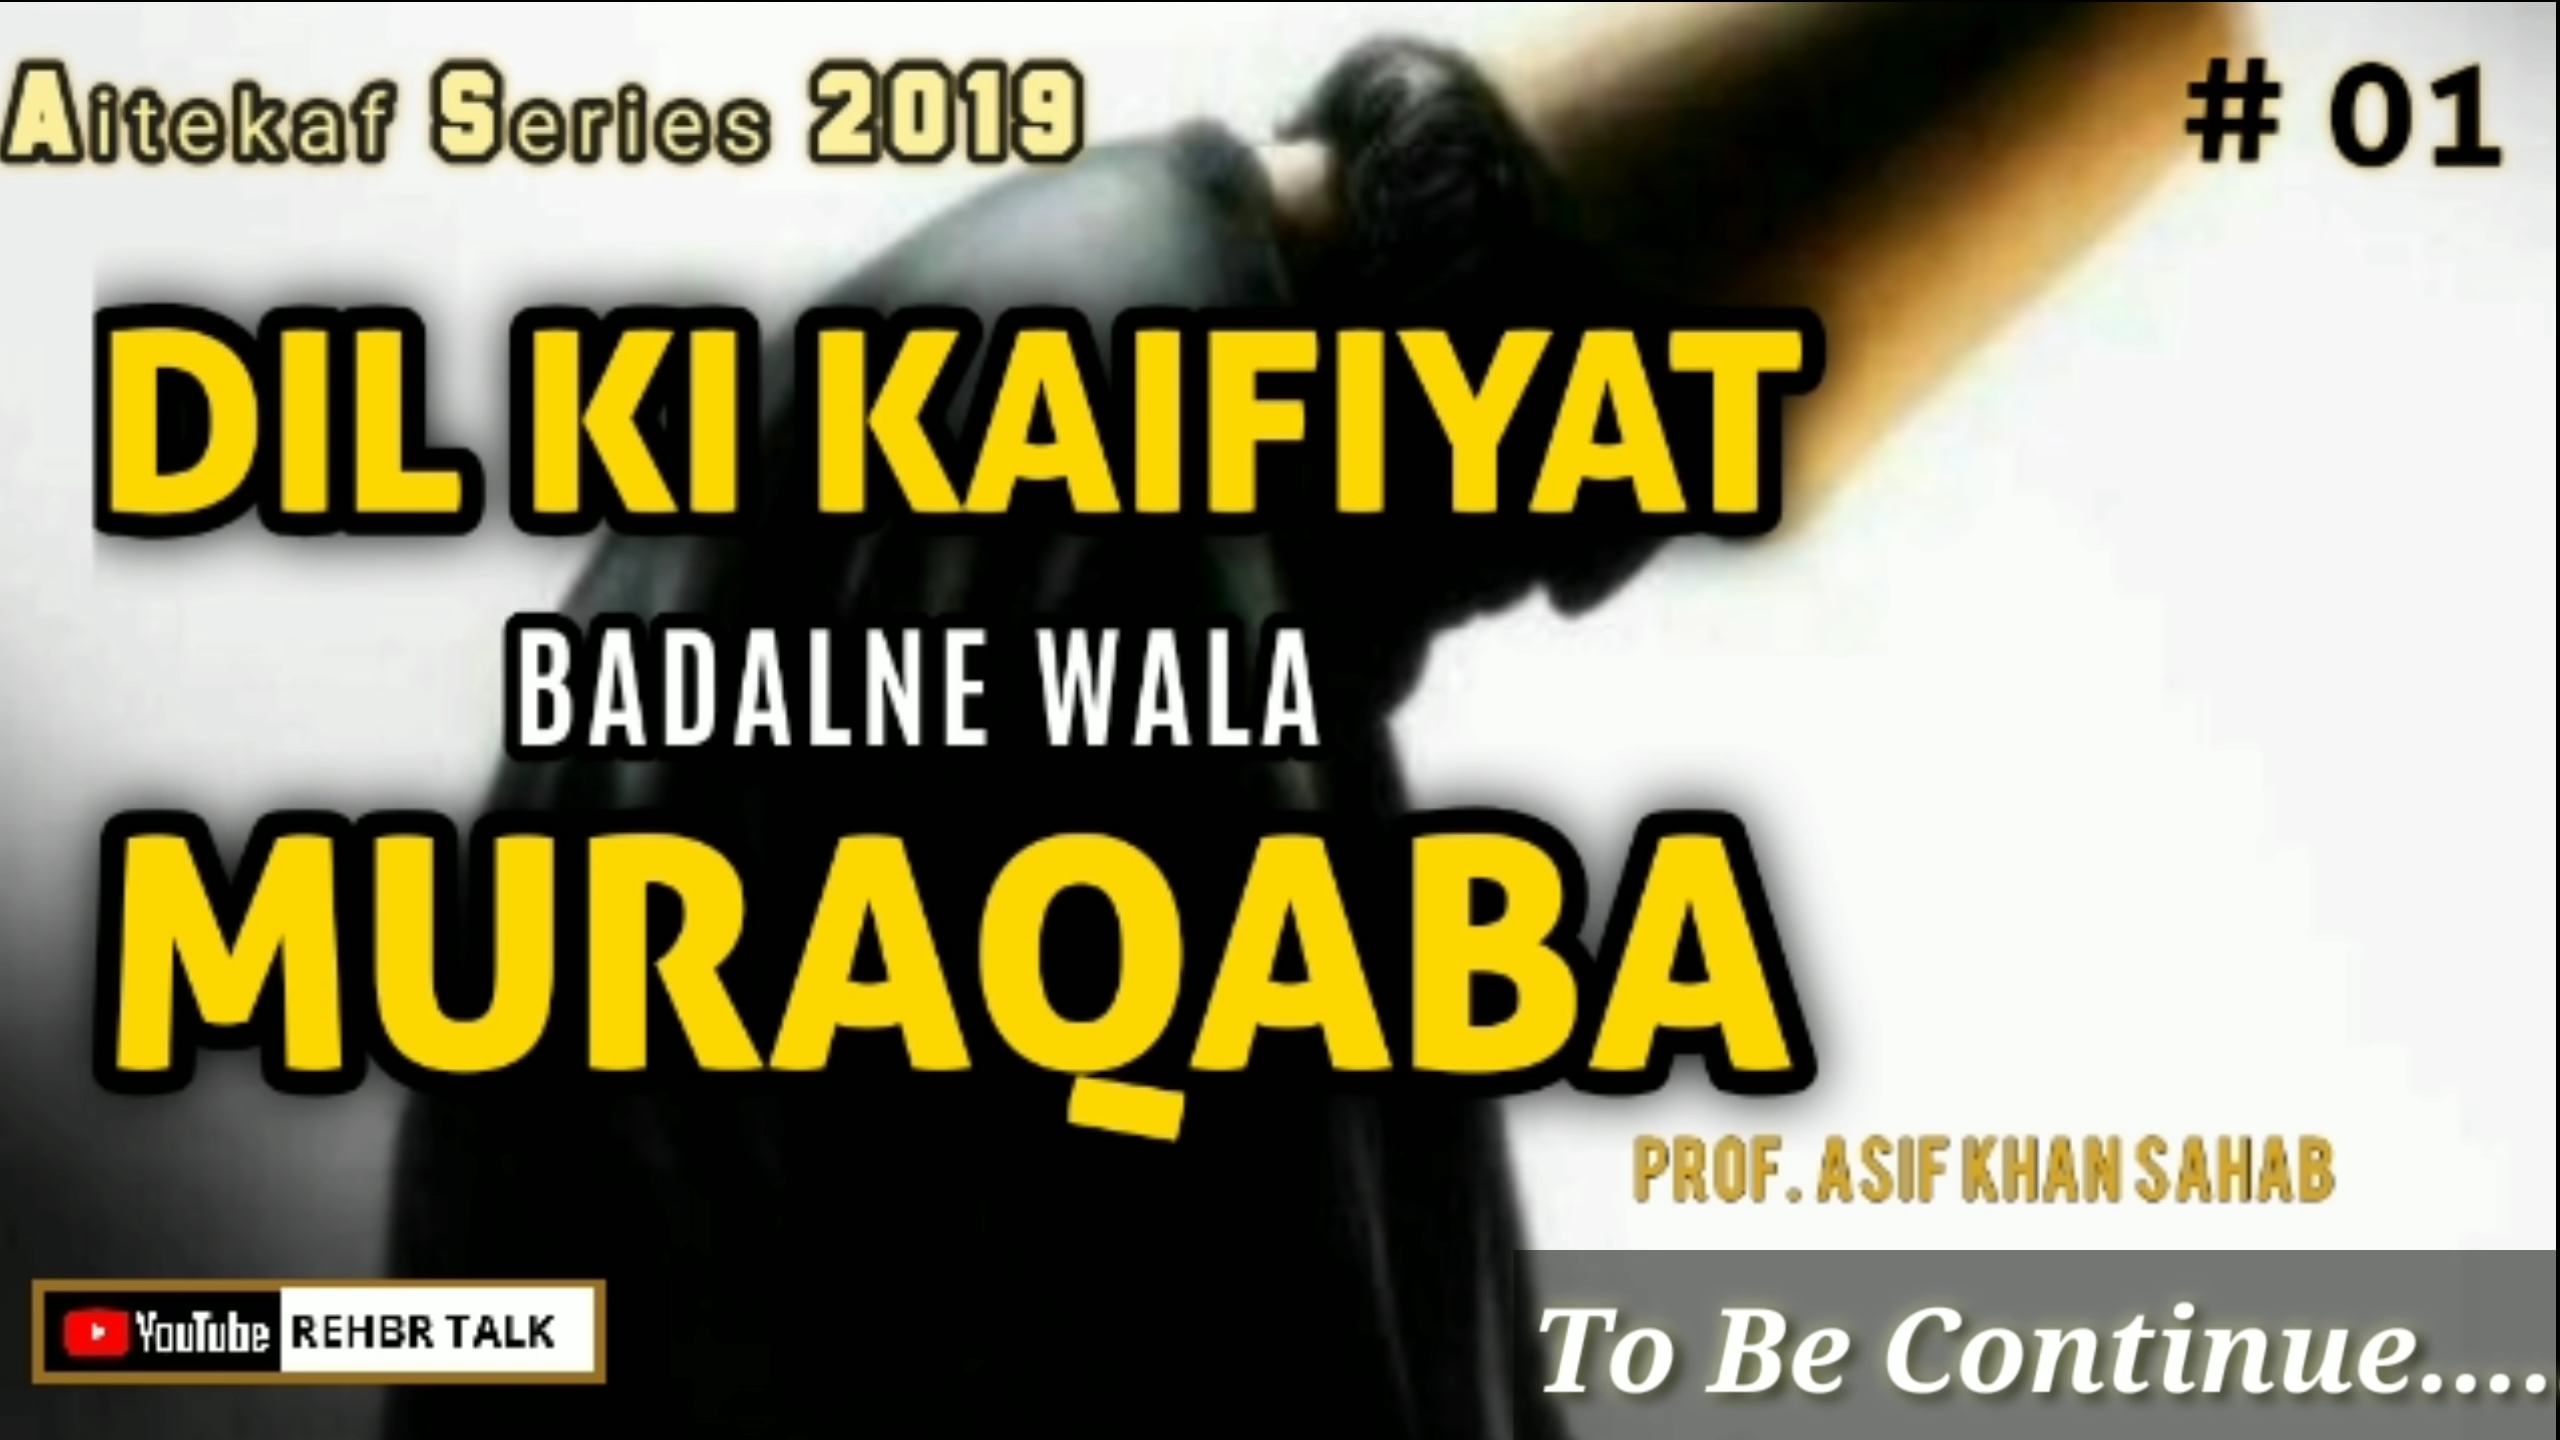 Aitekaf Series 2019
# 01
DIL KI KAIFIYAT
BADALNE WALA
MURAQABA
PROF. ASIF KHAN SAHAB
YouTube REHBR TALK
To Be Continue....